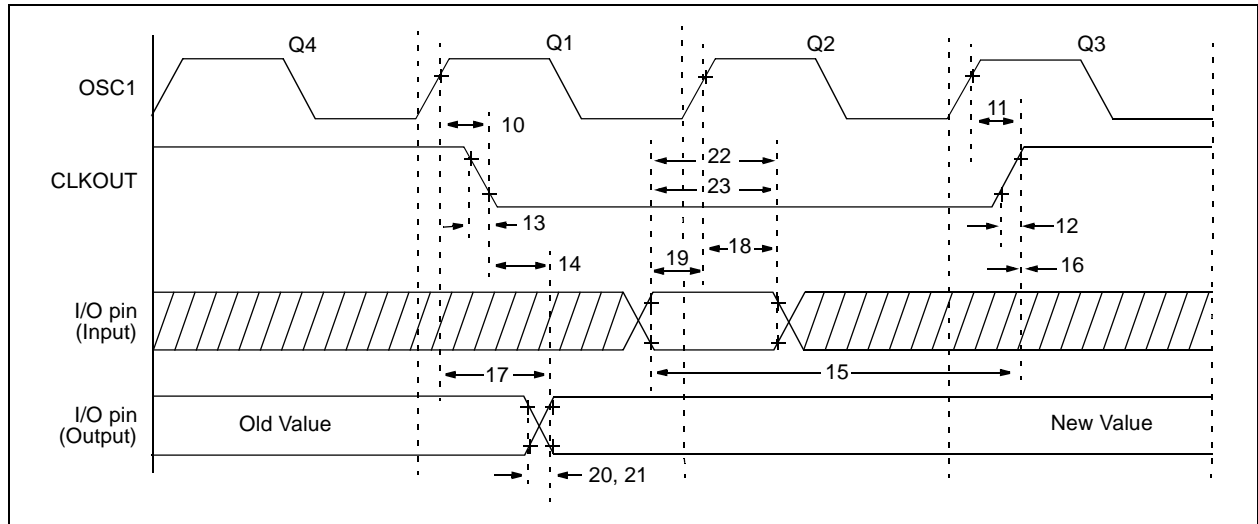 Q4
Q1
Q2
Q3
OSC1
10
11
CLKOUT
22
23
13
12
14
19
18
16
I/O pin
(Input)
17
15
I/O pin
(Output)
Old Value
New Value
20, 21